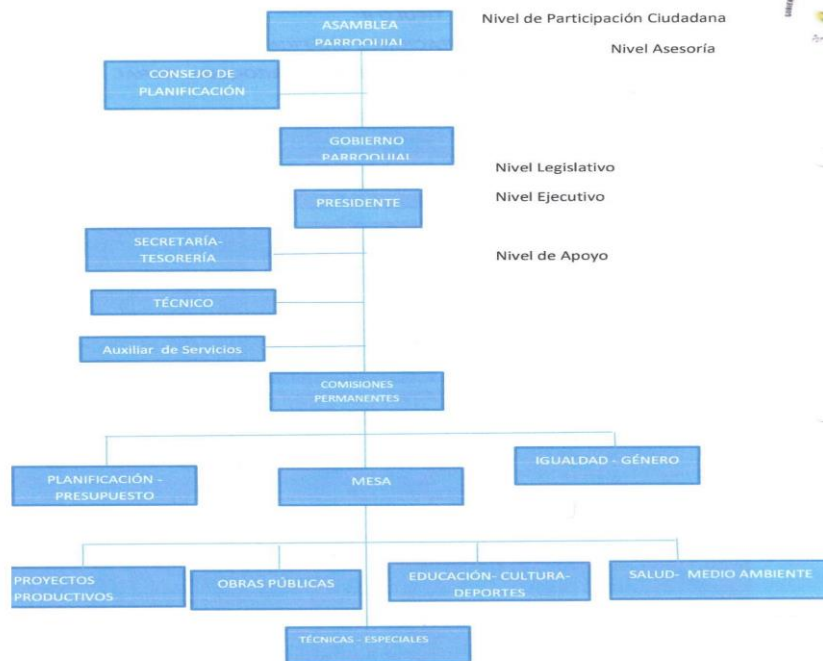 ASAMBLEA
PARROQUIAL
Nivel de Participación Ciudadana
Nivel Asesoría
CONSEJO DE
PLANIFICACIÓN
GOBIERNO
PARROQUIAL
Nivel Legislativo
PRESIDENTE
Nivel Ejecutivo
SECRETARÍA-
TESORERÍA
Nivel de Apoyo
TÉCNICO
Auxiliar de Servicios
COMISIONES
PERMANENTES
PLANIFICACIÓN -
PRESUPUESTO
MESA
IGUALDAD - GÉNERO
PROYECTOS
PRODUCTIVOS
OBRAS PÚBLICAS
EDUCACIÓN- CULTURA-
DEPORTES
SALUD- MEDIO AMBIENTE
TÉCNICAS - ESPECIALES